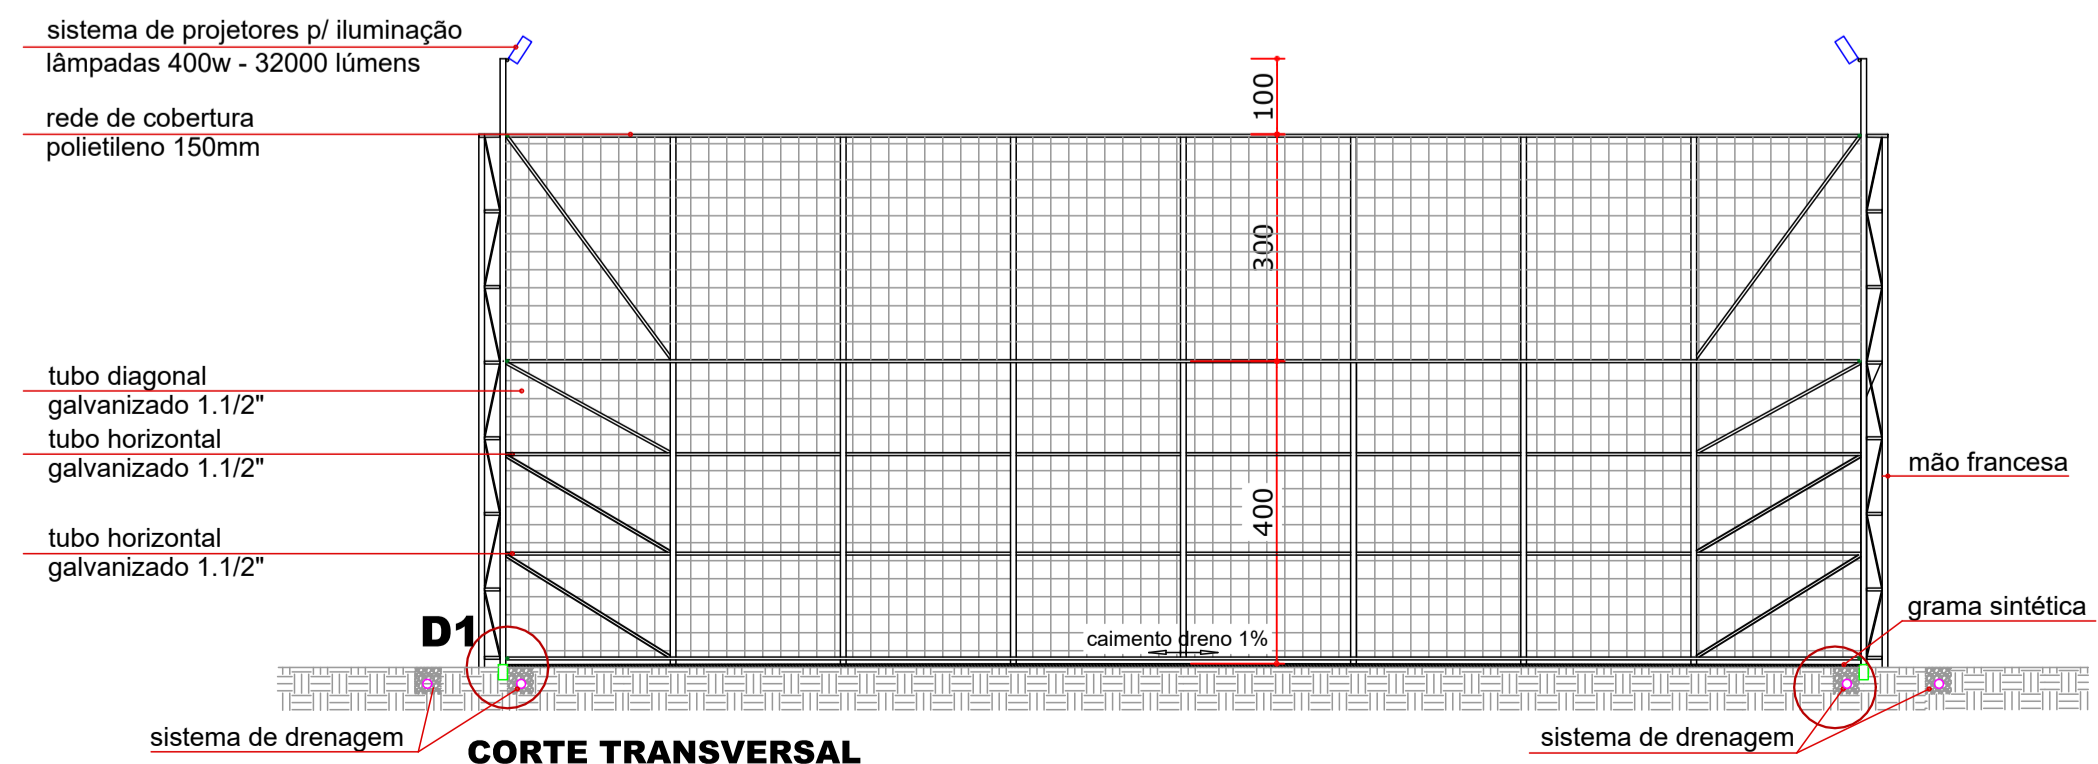 sistema de projetores p/ iluminação
lâmpadas 400w - 32000 lúmens
100
rede de cobertura
polietileno 150mm
300
tubo diagonal
galvanizado 1.1/2"
tubo horizontal
galvanizado 1.1/2"
mão francesa
400
tubo horizontal
galvanizado 1.1/2"
grama sintética
D1
caimento dreno 1%
sistema de drenagem
sistema de drenagem
CORTE TRANSVERSAL